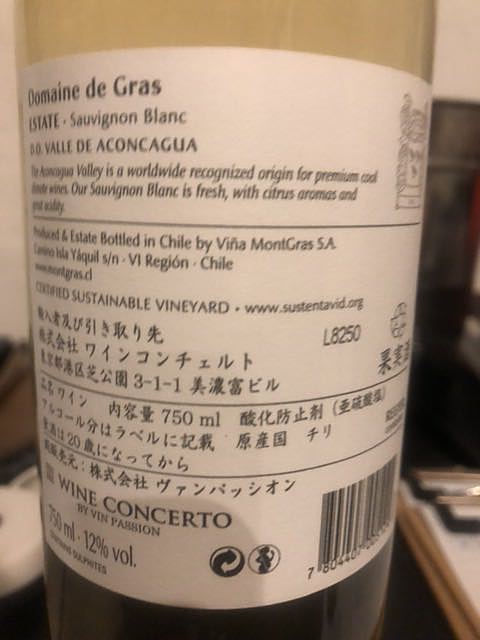 Domaine de Gras
ESTATE · Sauvignon Blanc
D.O. VALLE DE ACONCAGUA
The Aconcagua Valley is a worldwide recognized origin for premium cool
climate wines. Our Sauvignon Blanc is fresh, with citrus aromas and
great acidity.
Produced & Estate Bottled in Chile by Viña MontGras S.A.
Camino Isla Yáquil s/n · VI Región · Chile
www.montgras.cl
CERTIFIED SUSTAINABLE VINEYARD • www.sustentavid.org
輸入者及び引き取り先
L8250
株式会社 ワインコンチェルト
果実酒
東京都港区芝公園 3-1-1 美濃富ビル
品名 ワイン 内容量 750 ml 酸化防止剤 (亜硫酸塩)
アルコール分はラベルに記載 原産国 チリ
飲酒は20歳になってから
販売元:株式会社 ヴァンパッシオン
WINE CONCERTO
BY VIN PASSION
750 ml · 12% vol.
SULPHITES
7 804407